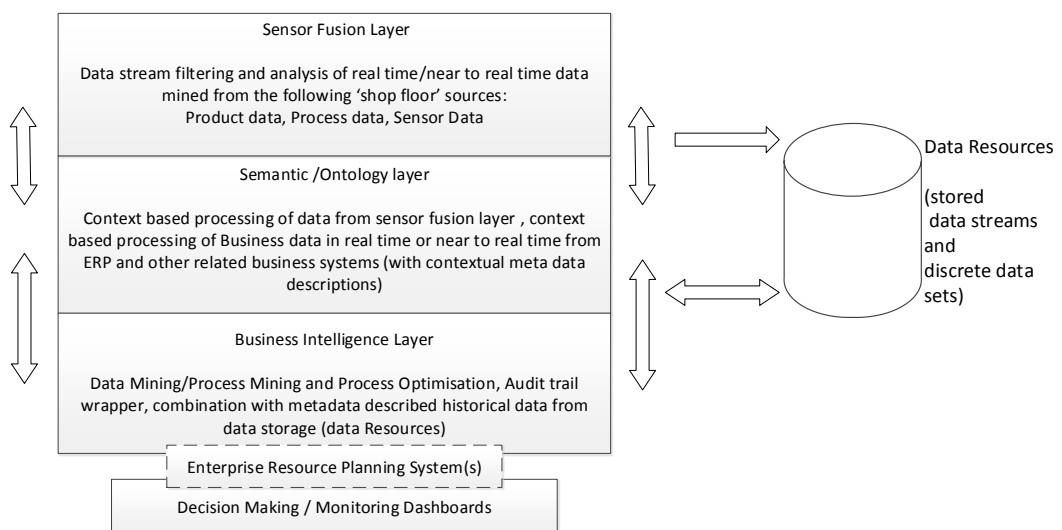 Sensor Fusion Layer
Data stream filtering and analysis of real time/near to real time data
mined from the following ‘shop floor’ sources:
Product data, Process data, Sensor Data
Semantic /Ontology layer
Context based processing of data from sensor fusion layer , context
based processing of Business data in real time or near to real time from
ERP and other related business systems (with contextual meta data
descriptions)
Business Intelligence Layer
Data Mining/Process Mining and Process Optimisation, Audit trail
wrapper, combination with metadata described historical data from
data storage (data Resources)
Enterprise Resource Planning System(s)
Decision Making / Monitoring Dashboards
Data Resources
(stored
data streams
and
discrete data
sets)